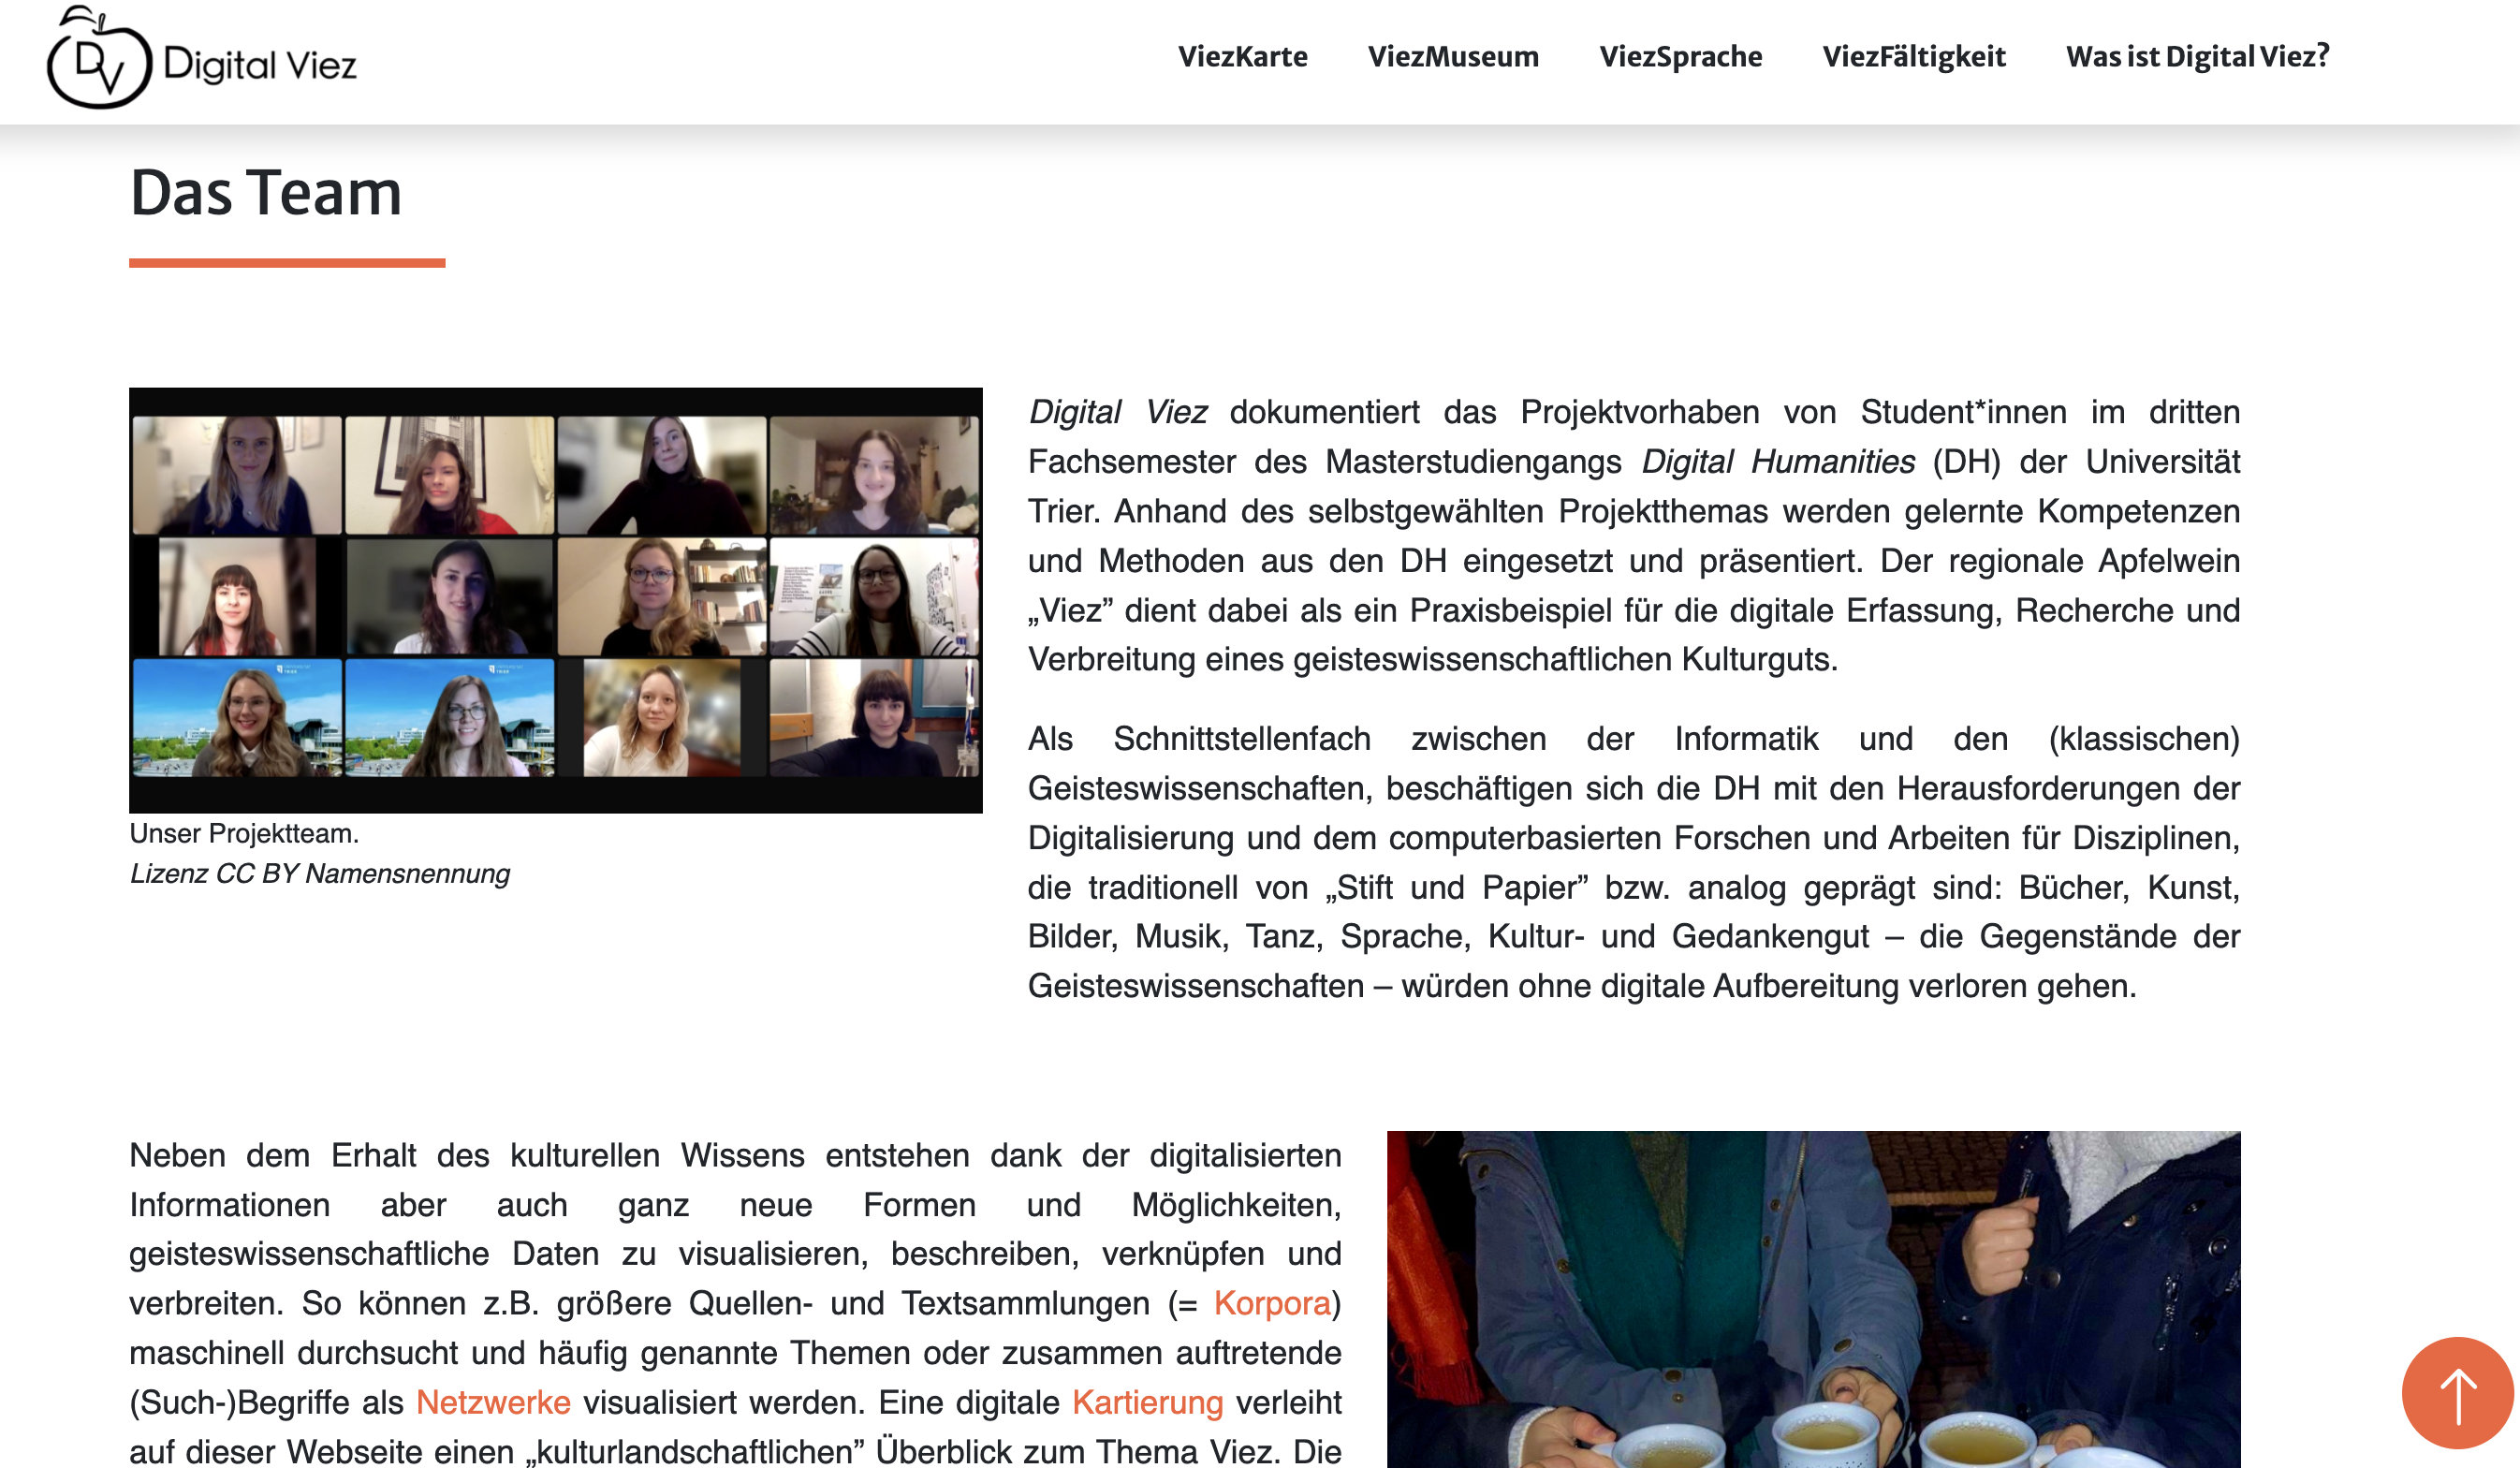 DV Digital Viez
ViezKarte ViezMuseum ViezSprache ViezFältigkeit Was ist Digital Viez?
Das Team
Unser Projektteam.
Lizenz CC BY Namensnennung
Digital Viez dokumentiert das Projektvorhaben von Student*innen im dritten
Fachsemester des Masterstudiengangs Digital Humanities (DH) der Universität
Trier. Anhand des selbstgewählten Projektthemas werden gelernte Kompetenzen
und Methoden aus den DH eingesetzt und präsentiert. Der regionale Apfelwein
„Viez” dient dabei als ein Praxisbeispiel für die digitale Erfassung, Recherche und
Verbreitung eines geisteswissenschaftlichen Kulturguts.
Als Schnittstellenfach zwischen der Informatik und den (klassischen)
Geisteswissenschaften, beschäftigen sich die DH mit den Herausforderungen der
Digitalisierung und dem computerbasierten Forschen und Arbeiten für Disziplinen,
die traditionell von „Stift und Papier” bzw. analog geprägt sind: Bücher, Kunst,
Bilder, Musik, Tanz, Sprache, Kultur- und Gedankengut – die Gegenstände der
Geisteswissenschaften – würden ohne digitale Aufbereitung verloren gehen.
Neben dem Erhalt des kulturellen Wissens entstehen dank der digitalisierten
Informationen aber auch ganz neue Formen und Möglichkeiten,
geisteswissenschaftliche Daten zu visualisieren, beschreiben, verknüpfen und
verbreiten. So können z.B. größere Quellen- und Textsammlungen (= Korpora)
maschinell durchsucht und häufig genannte Themen oder zusammen auftretende
(Such-)Begriffe als Netzwerke visualisiert werden. Eine digitale Kartierung verleiht
auf dieser Webseite einen „kulturlandschaftlichen” Überblick zum Thema Viez. Die